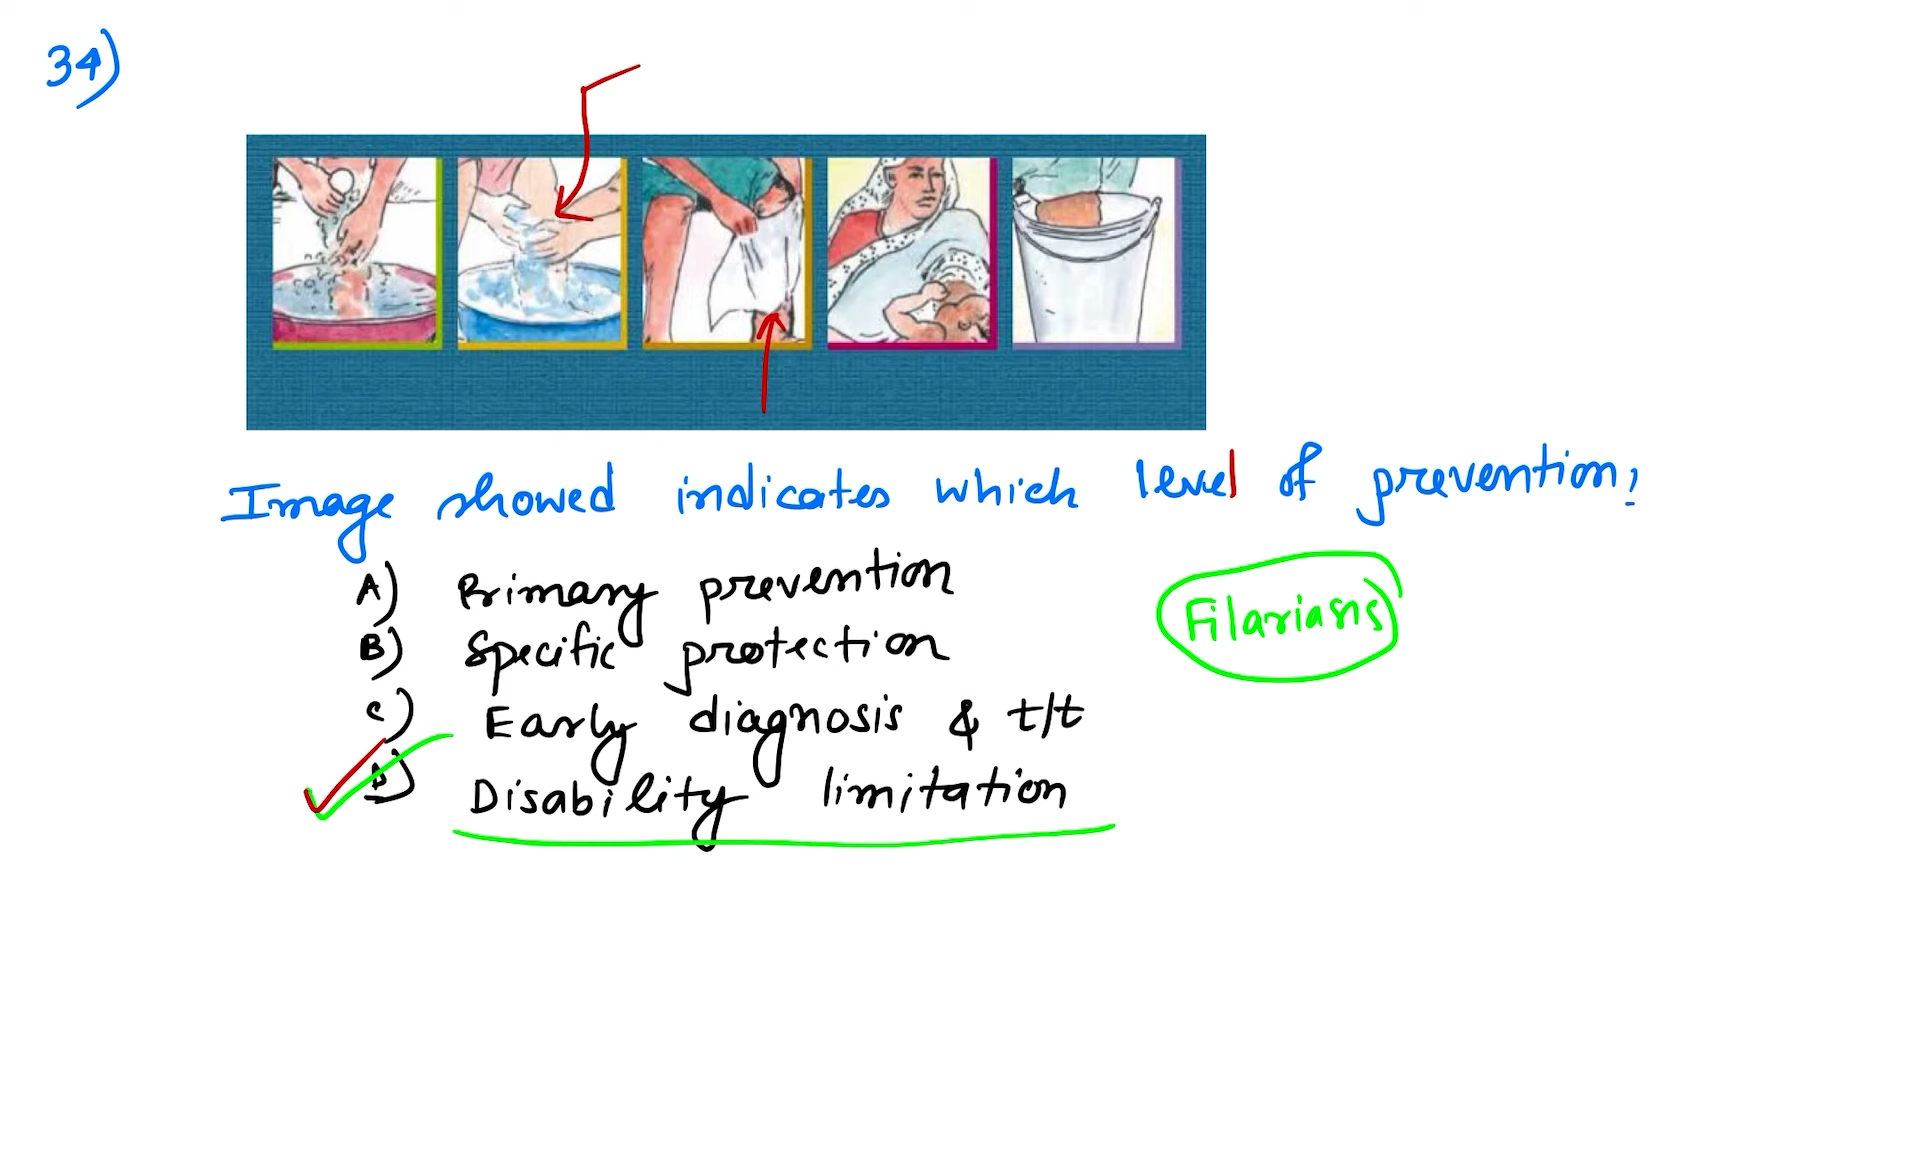 34)
Image showed indicates which level of prevention?
A) Primary prevention
B) Specific protection
Filariasis
C) Early diagnosis & t/t
D) Disability limitation